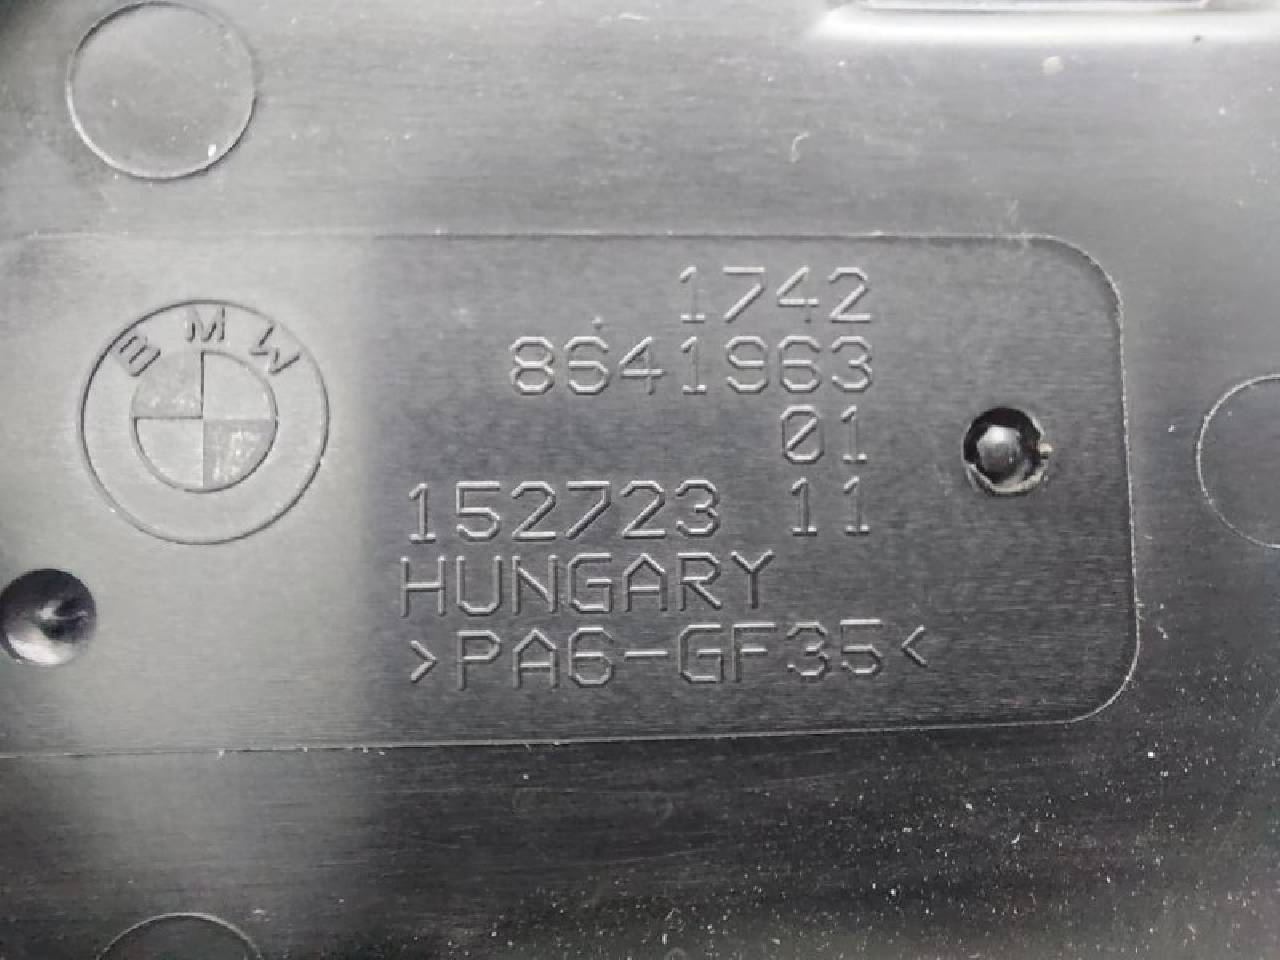 BMW
1742
8641963
01
152723 11
HUNGARY
>PA6-GF35<